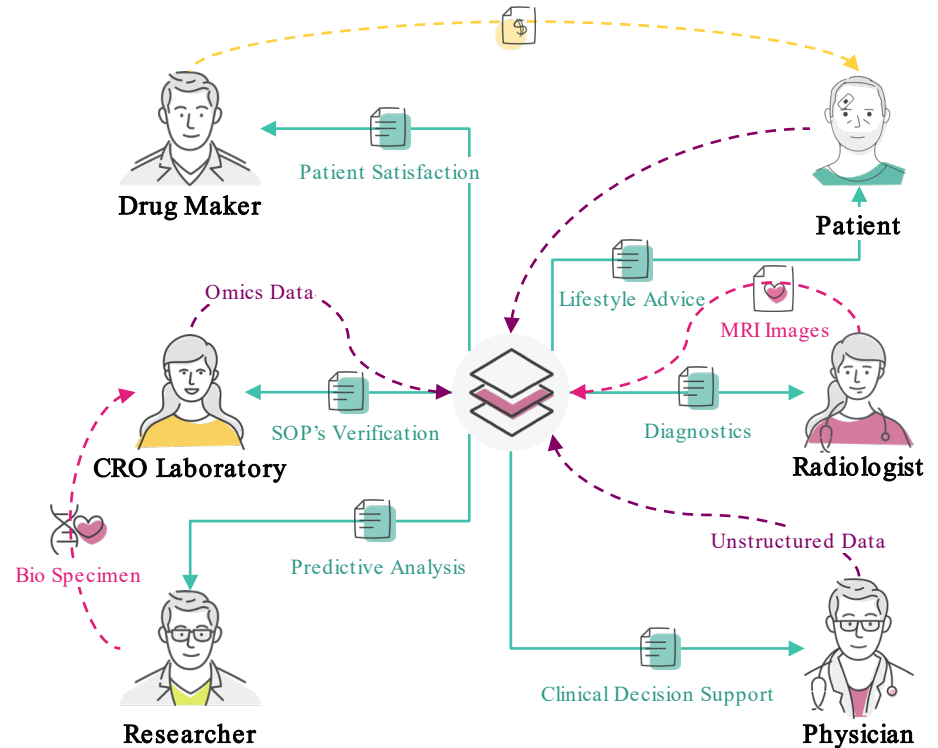 $
Patient Satisfaction
Drug Maker
Patient
Omics Data
Lifestyle Advice
MRI Images
SOP's Verification
Diagnostics
CRO Laboratory
Radiologist
Unstructured Data
Predictive Analysis
Bio Specimen
Clinical Decision Support
Researcher
Physician